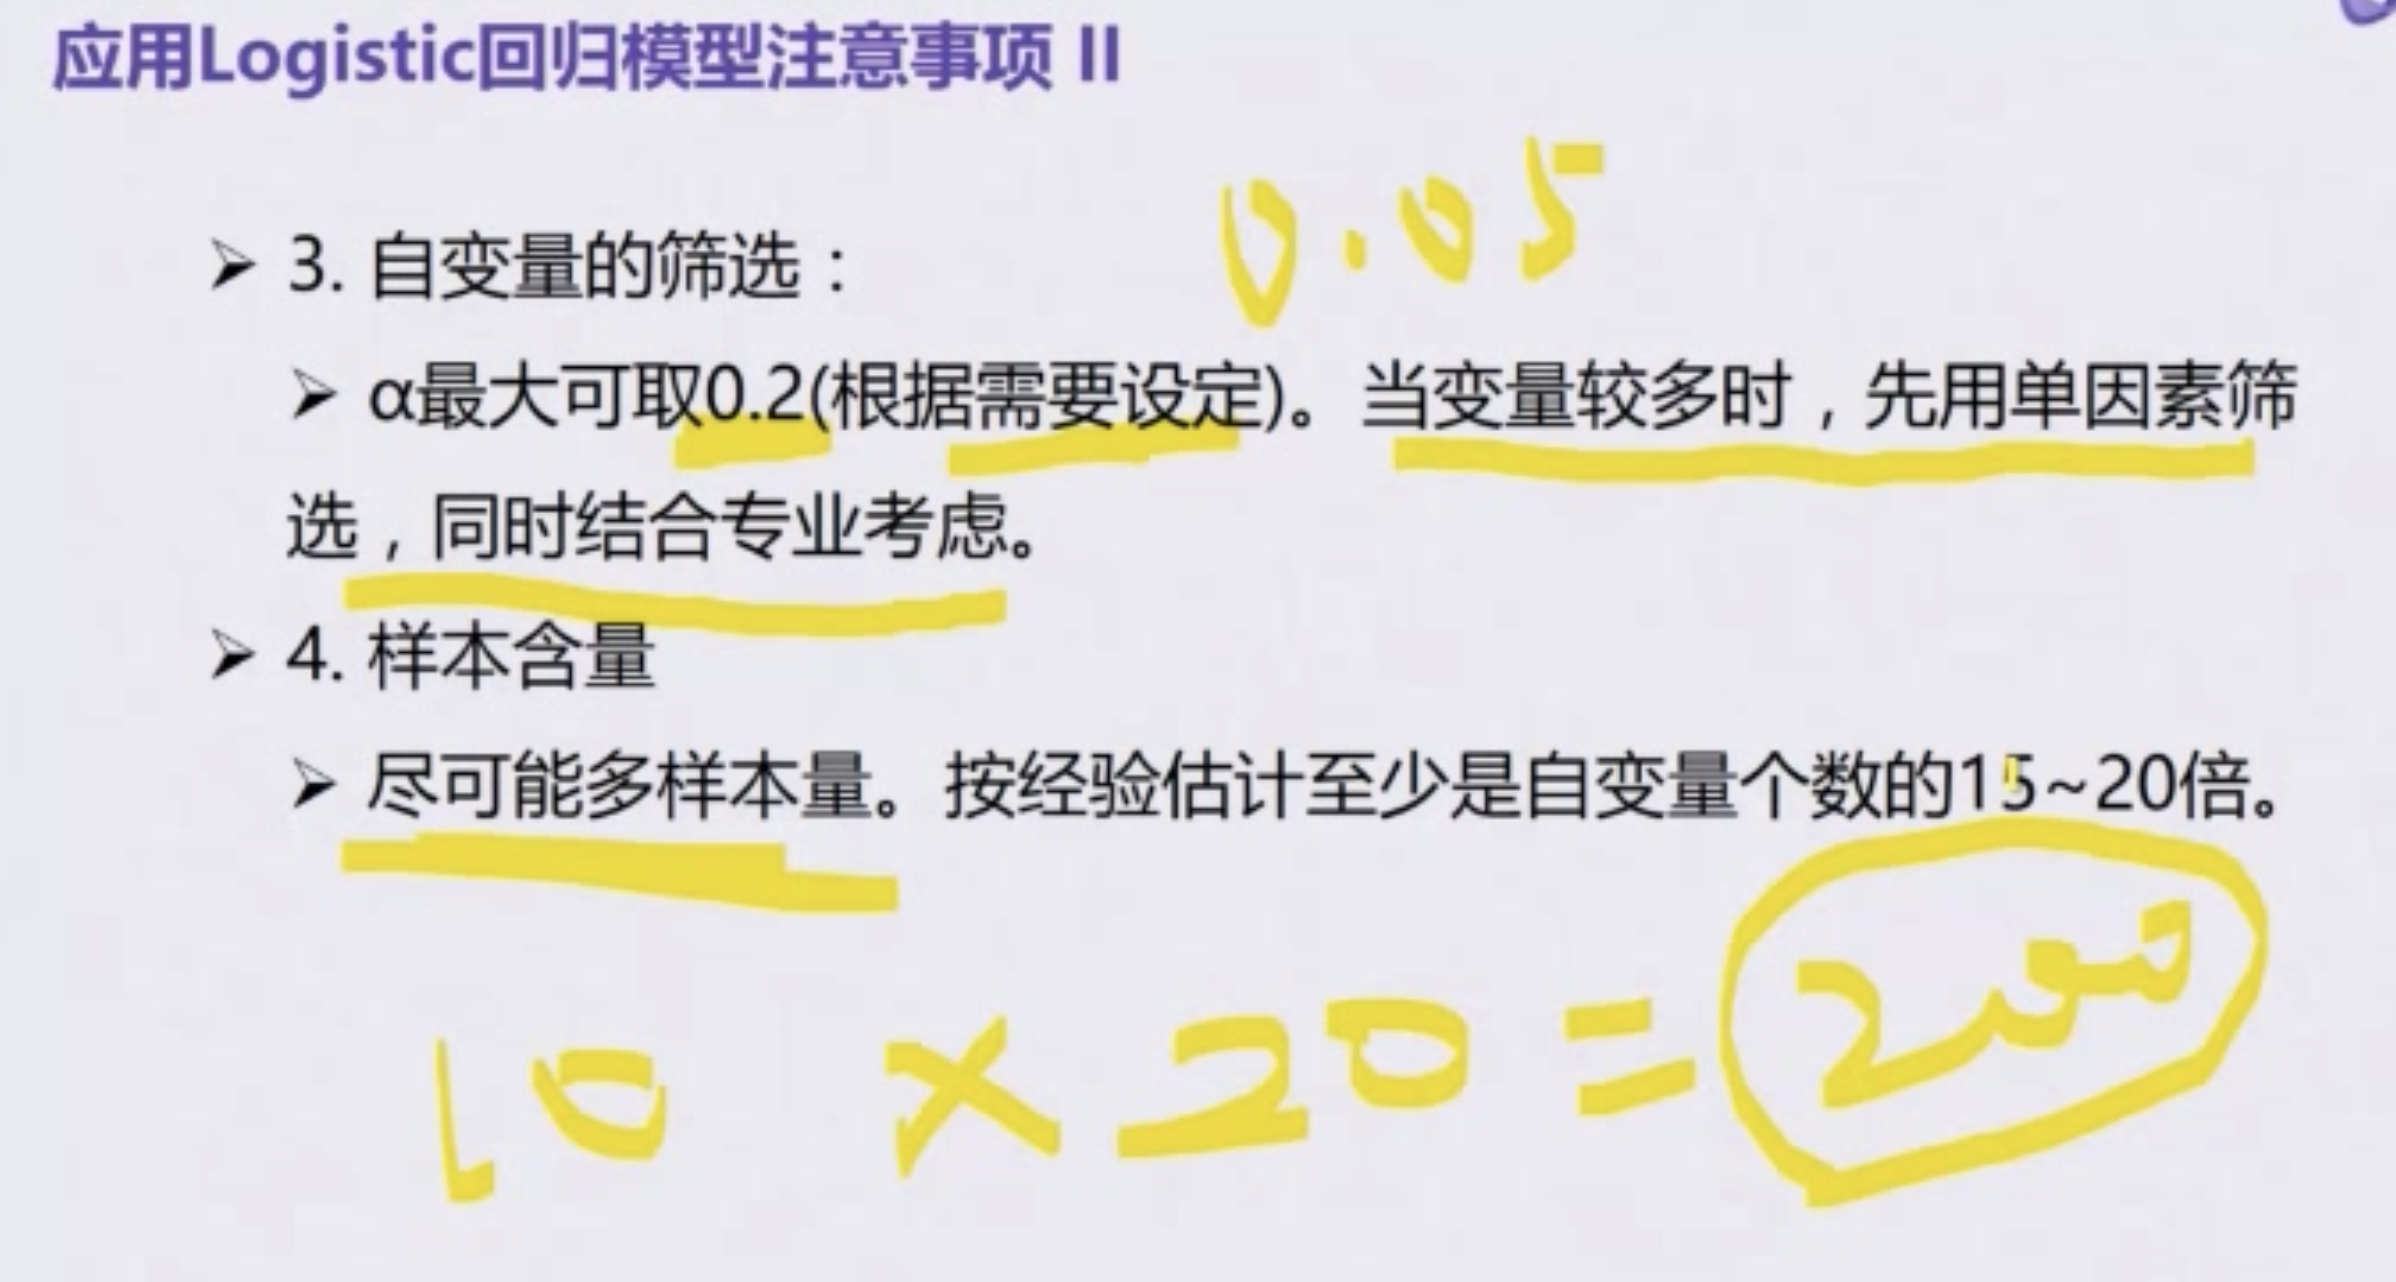 应用Logistic回归模型注意事项 II
0.05
➢ 3. 自变量的筛选：
➢ α最大可取0.2(根据需要设定)。当变量较多时，先用单因素筛
选，同时结合专业考虑。
➢ 4. 样本含量
➢ 尽可能多样本量。按经验估计至少是自变量个数的15~20倍。
10 × 20 = 200